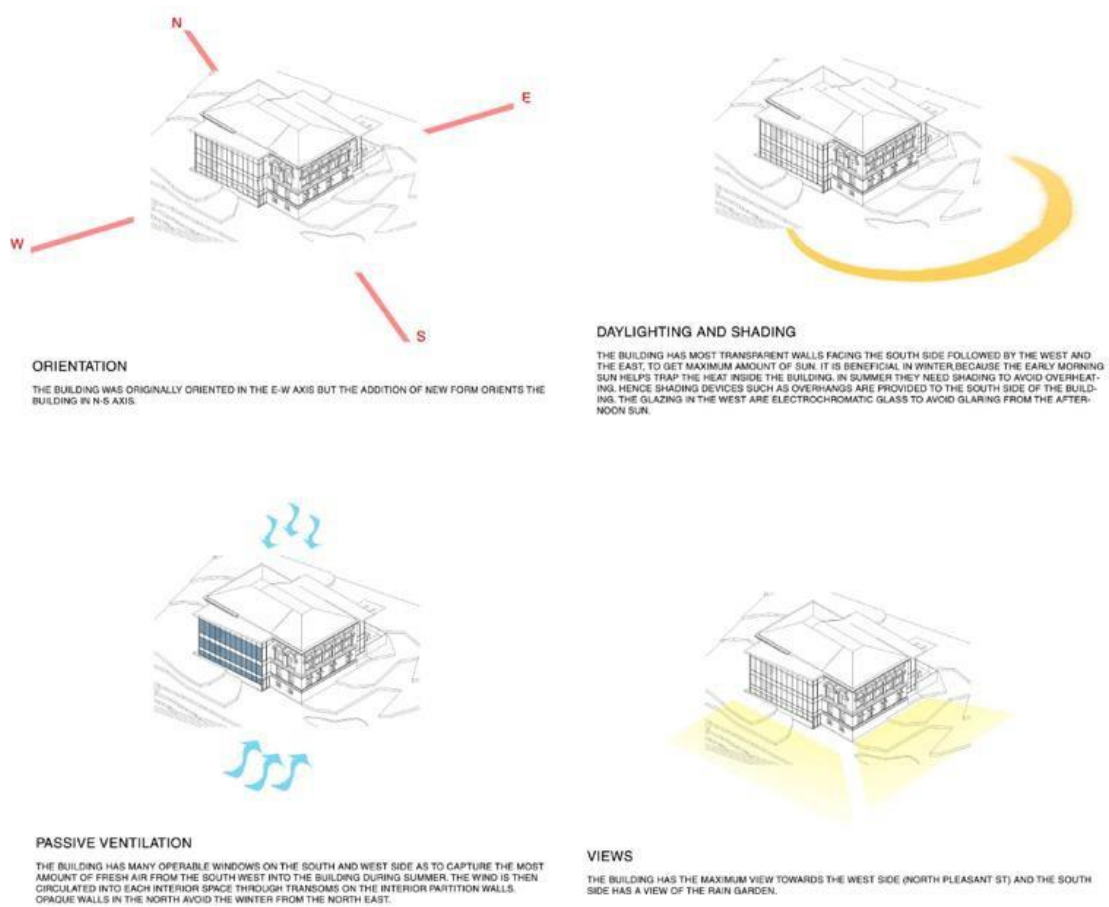 N
E
W
S
ORIENTATION
THE BUILDING WAS ORIGINALLY ORIENTED IN THE E-W AXIS BUT THE ADDITION OF NEW FORM ORIENTS THE
BUILDING IN N-S AXIS.
DAYLIGHTING AND SHADING
THE BUILDING HAS MOST TRANSPARENT WALLS FACING THE SOUTH SIDE FOLLOWED BY THE WEST AND
THE EAST, TO GET MAXIMUM AMOUNT OF SUN. IT IS BENEFICIAL IN WINTER,BECAUSE THE EARLY MORNING
SUN HELPS TRAP THE HEAT INSIDE THE BUILDING. IN SUMMER THEY NEED SHADING TO AVOID OVERHEAT-
ING. HENCE SHADING DEVICES SUCH AS OVERHANGS ARE PROVIDED TO THE SOUTH SIDE OF THE BUILD-
ING. THE GLAZING IN THE WEST ARE ELECTROCHROMATIC GLASS TO AVOID GLARING FROM THE AFTER-
NOON SUN.
PASSIVE VENTILATION
THE BUILDING HAS MANY OPERABLE WINDOWS ON THE SOUTH AND WEST SIDE AS TO CAPTURE THE MOST
AMOUNT OF FRESH AIR FROM THE SOUTH WEST INTO THE BUILDING DURING SUMMER. THE WIND IS THEN
CIRCULATED INTO EACH INTERIOR SPACE THROUGH TRANSOMS ON THE INTERIOR PARTITION WALLS.
OPAQUE WALLS IN THE NORTH AVOID THE WINTER FROM THE NORTH EAST.
VIEWS
THE BUILDING HAS THE MAXIMUM VIEW TOWARDS THE WEST SIDE (NORTH PLEASANT ST) AND THE SOUTH
SIDE HAS A VIEW OF THE RAIN GARDEN.